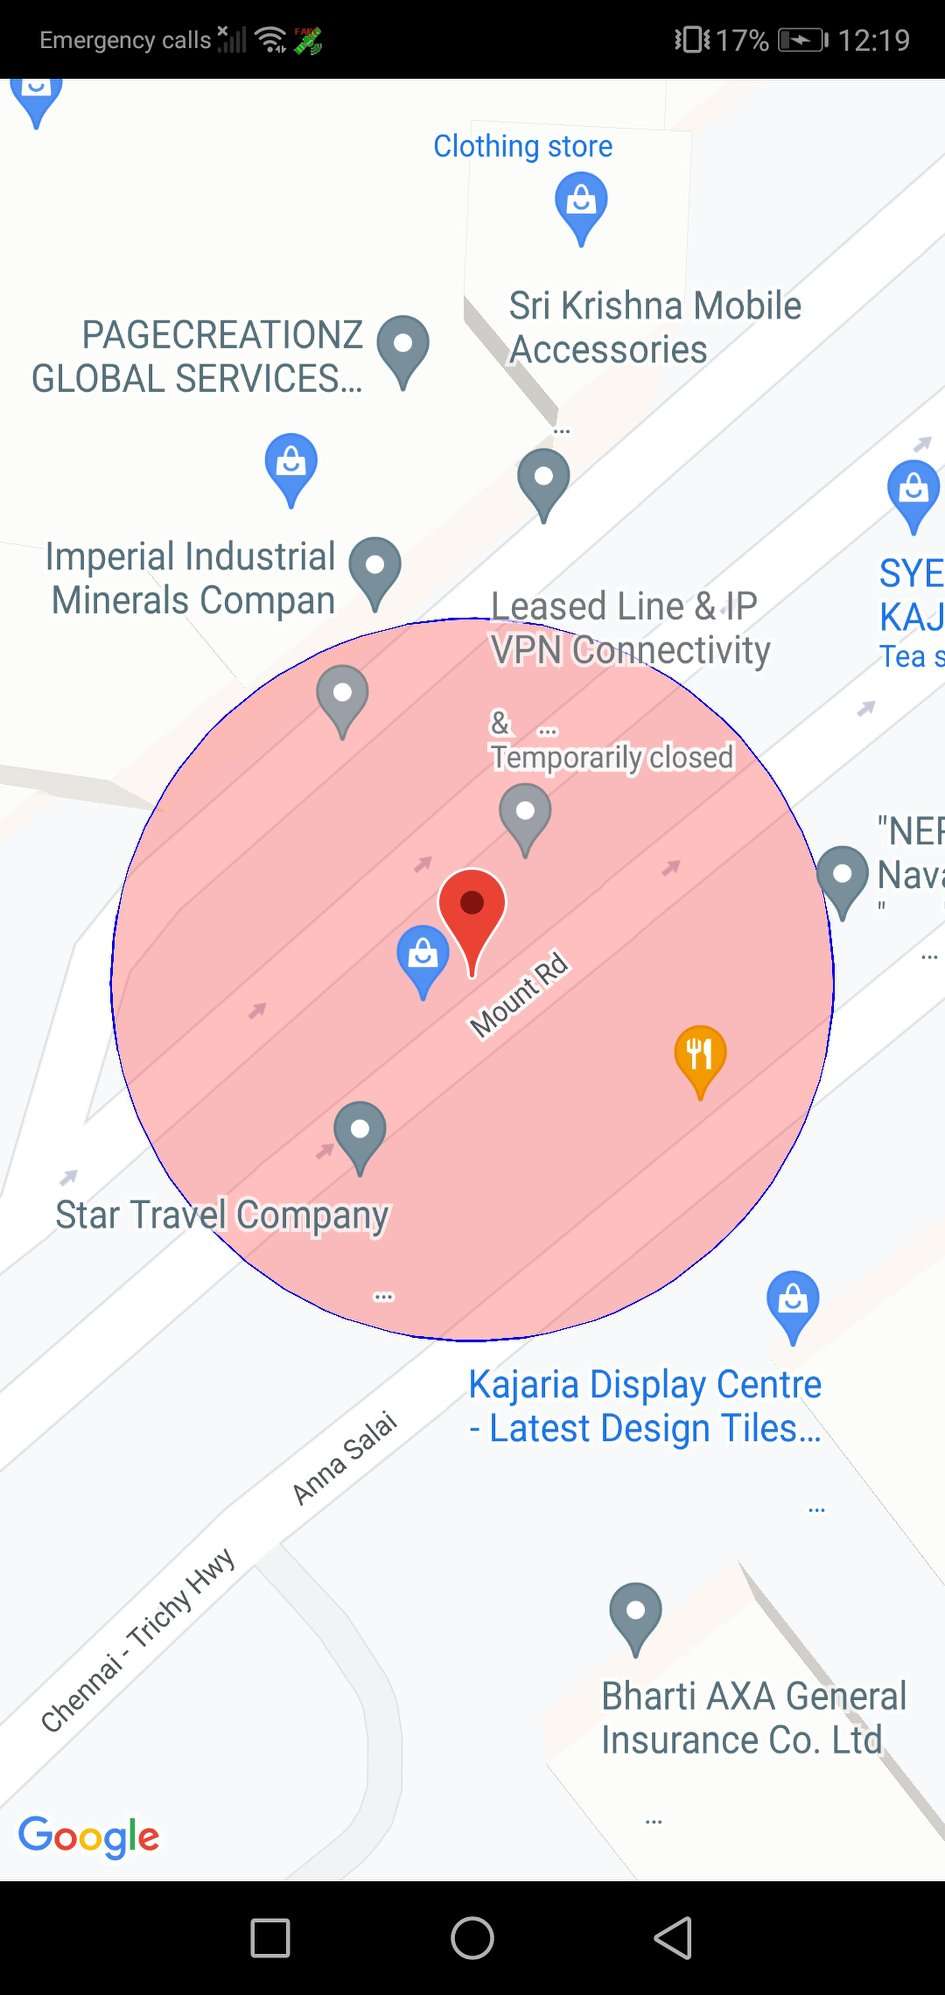 Emergency calls
FAKE
17% 12:19
Clothing store
Sri Krishna Mobile
Accessories
PAGECREATIONZ
GLOBAL SERVICES...
...
Imperial Industrial
Minerals Compan
SYE
KAJ
Tea s
Leased Line & IP
VPN Connectivity
& ...
Temporarily closed
"NEF
Nava
"
...
Mount Rd
Star Travel Company
...
Kajaria Display Centre
- Latest Design Tiles...
...
Anna Salai
Chennai - Trichy Hwy
Bharti AXA General
Insurance Co. Ltd
...
Google